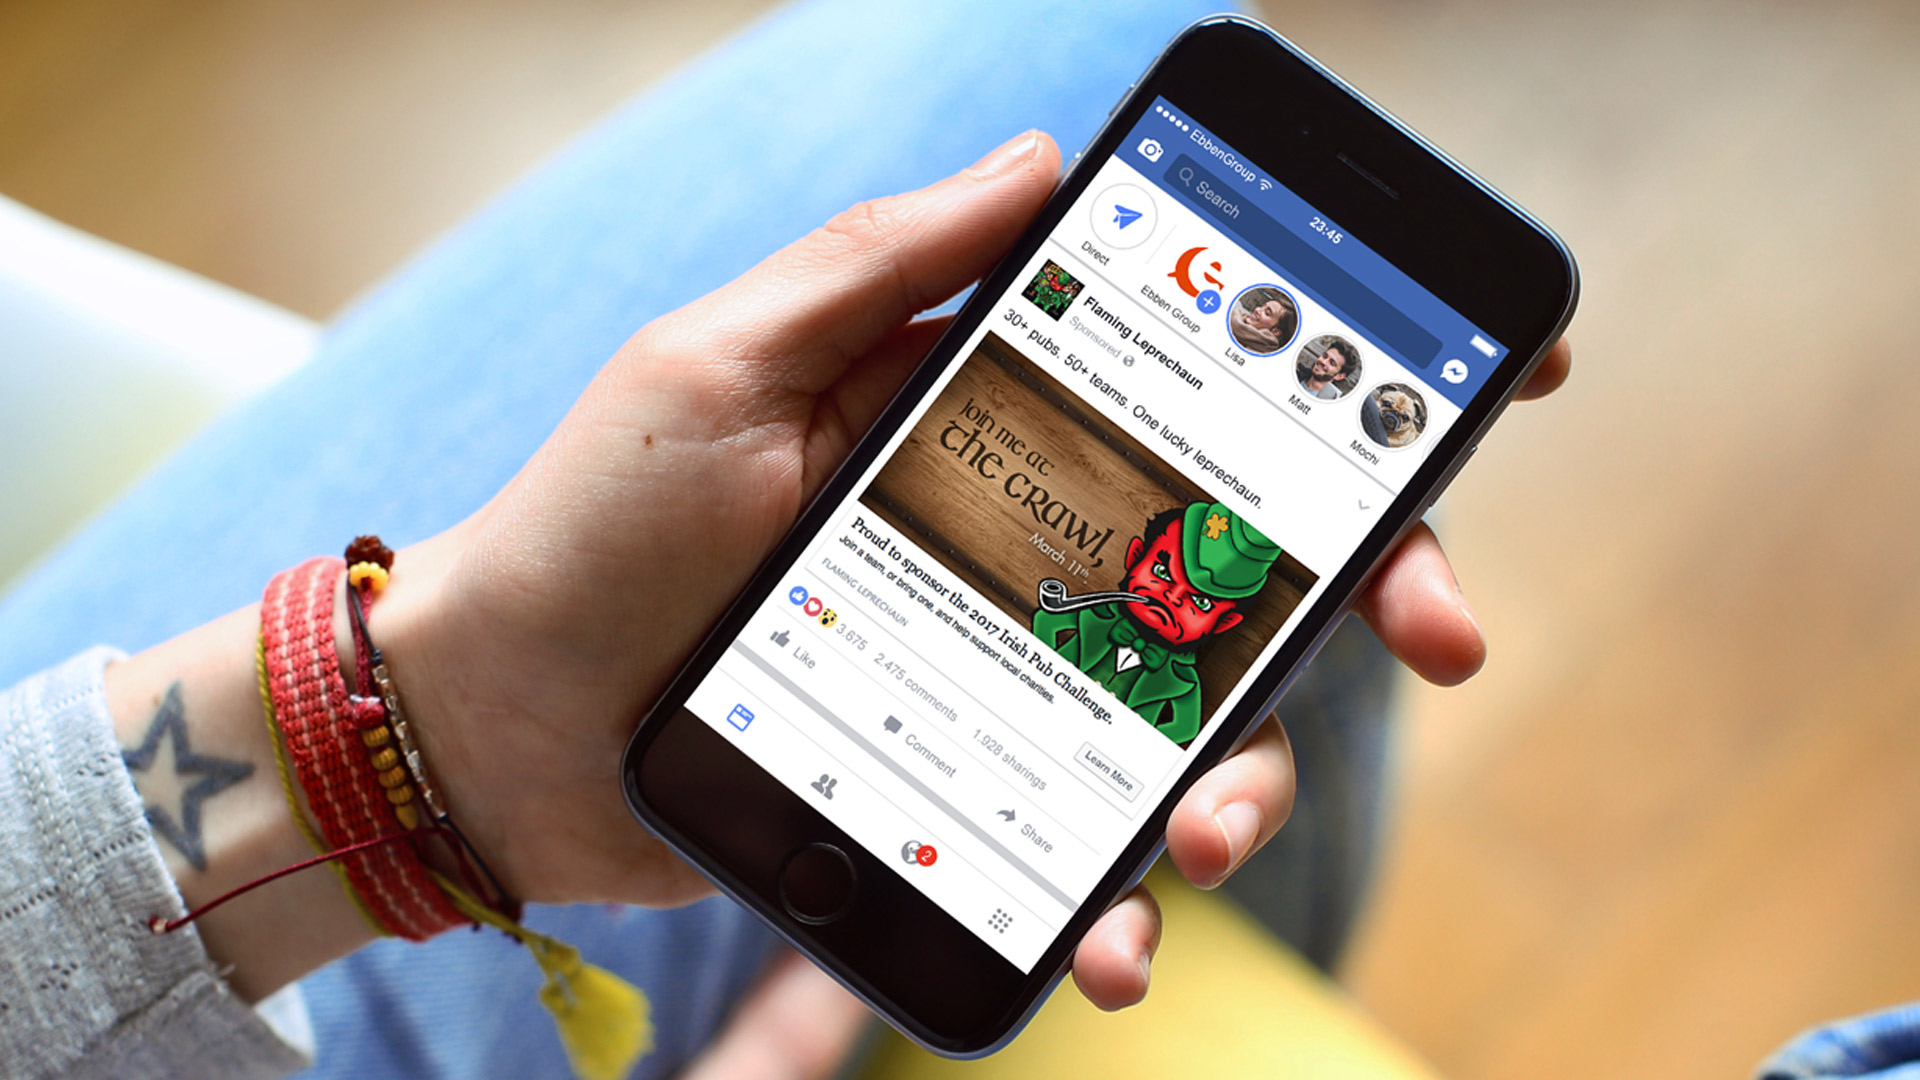 EbbenGroup
23:45
Search
Direct
Ebben Group
Lisa
Matt
Mochi
Flaming Leprechaun
Sponsored
30+ pubs. 50+ teams. One lucky leprechaun.
join me at
the crawl,
March 11th
Proud to sponsor the 2017 Irish Pub Challenge.
Join a team, or bring one, and help support local charities.
FLAMING LEPRECHAUN
Learn More
3.675 2.475 comments 1.928 sharings
Like Comment Share
2